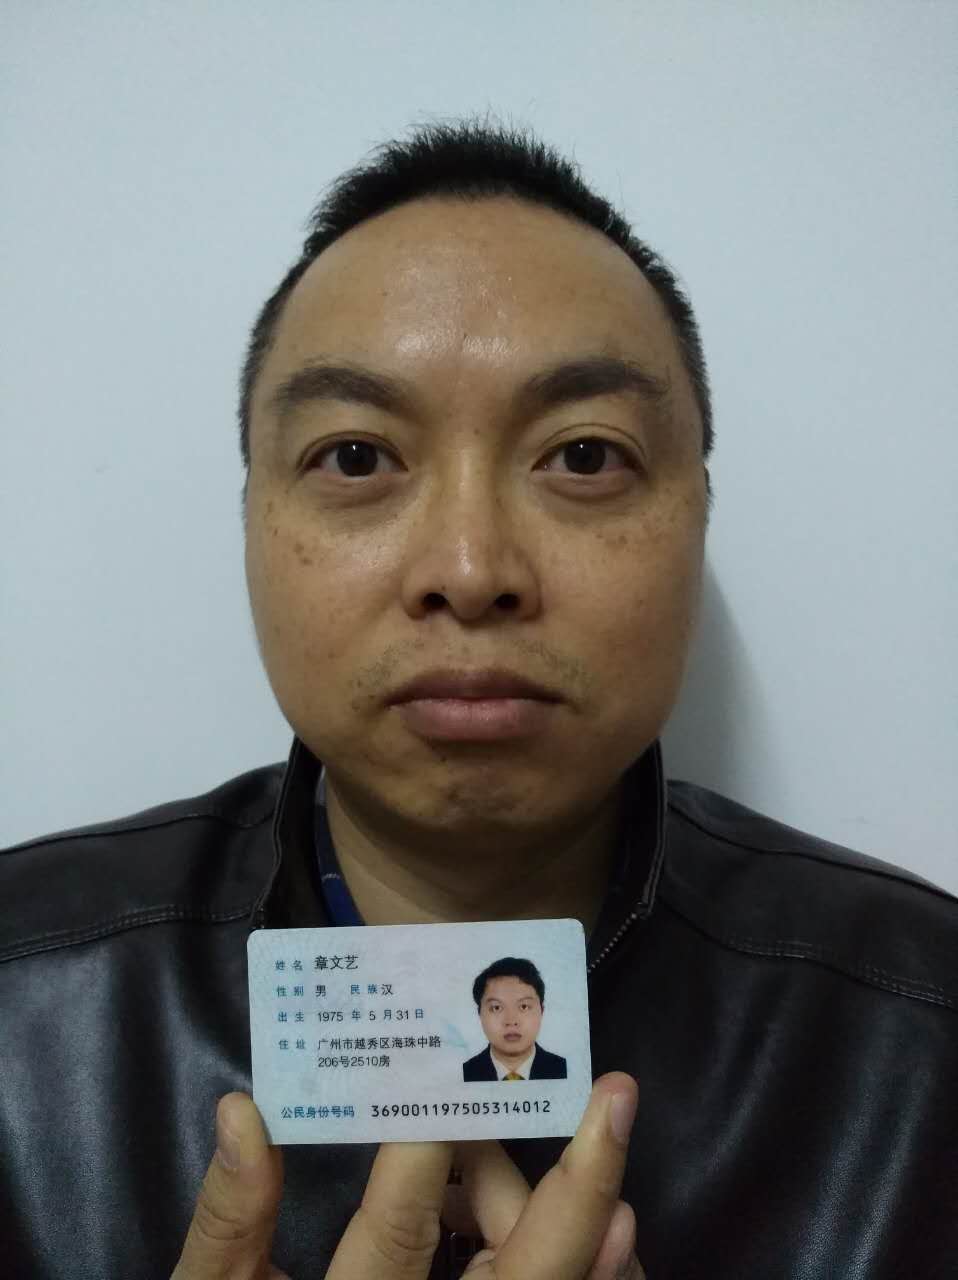 姓名 章文艺
性别 男 民族 汉
出生 1975 年 5 月 31 日
住址 广州市越秀区海珠中路
206号2510房
公民身份号码 369001197505314012